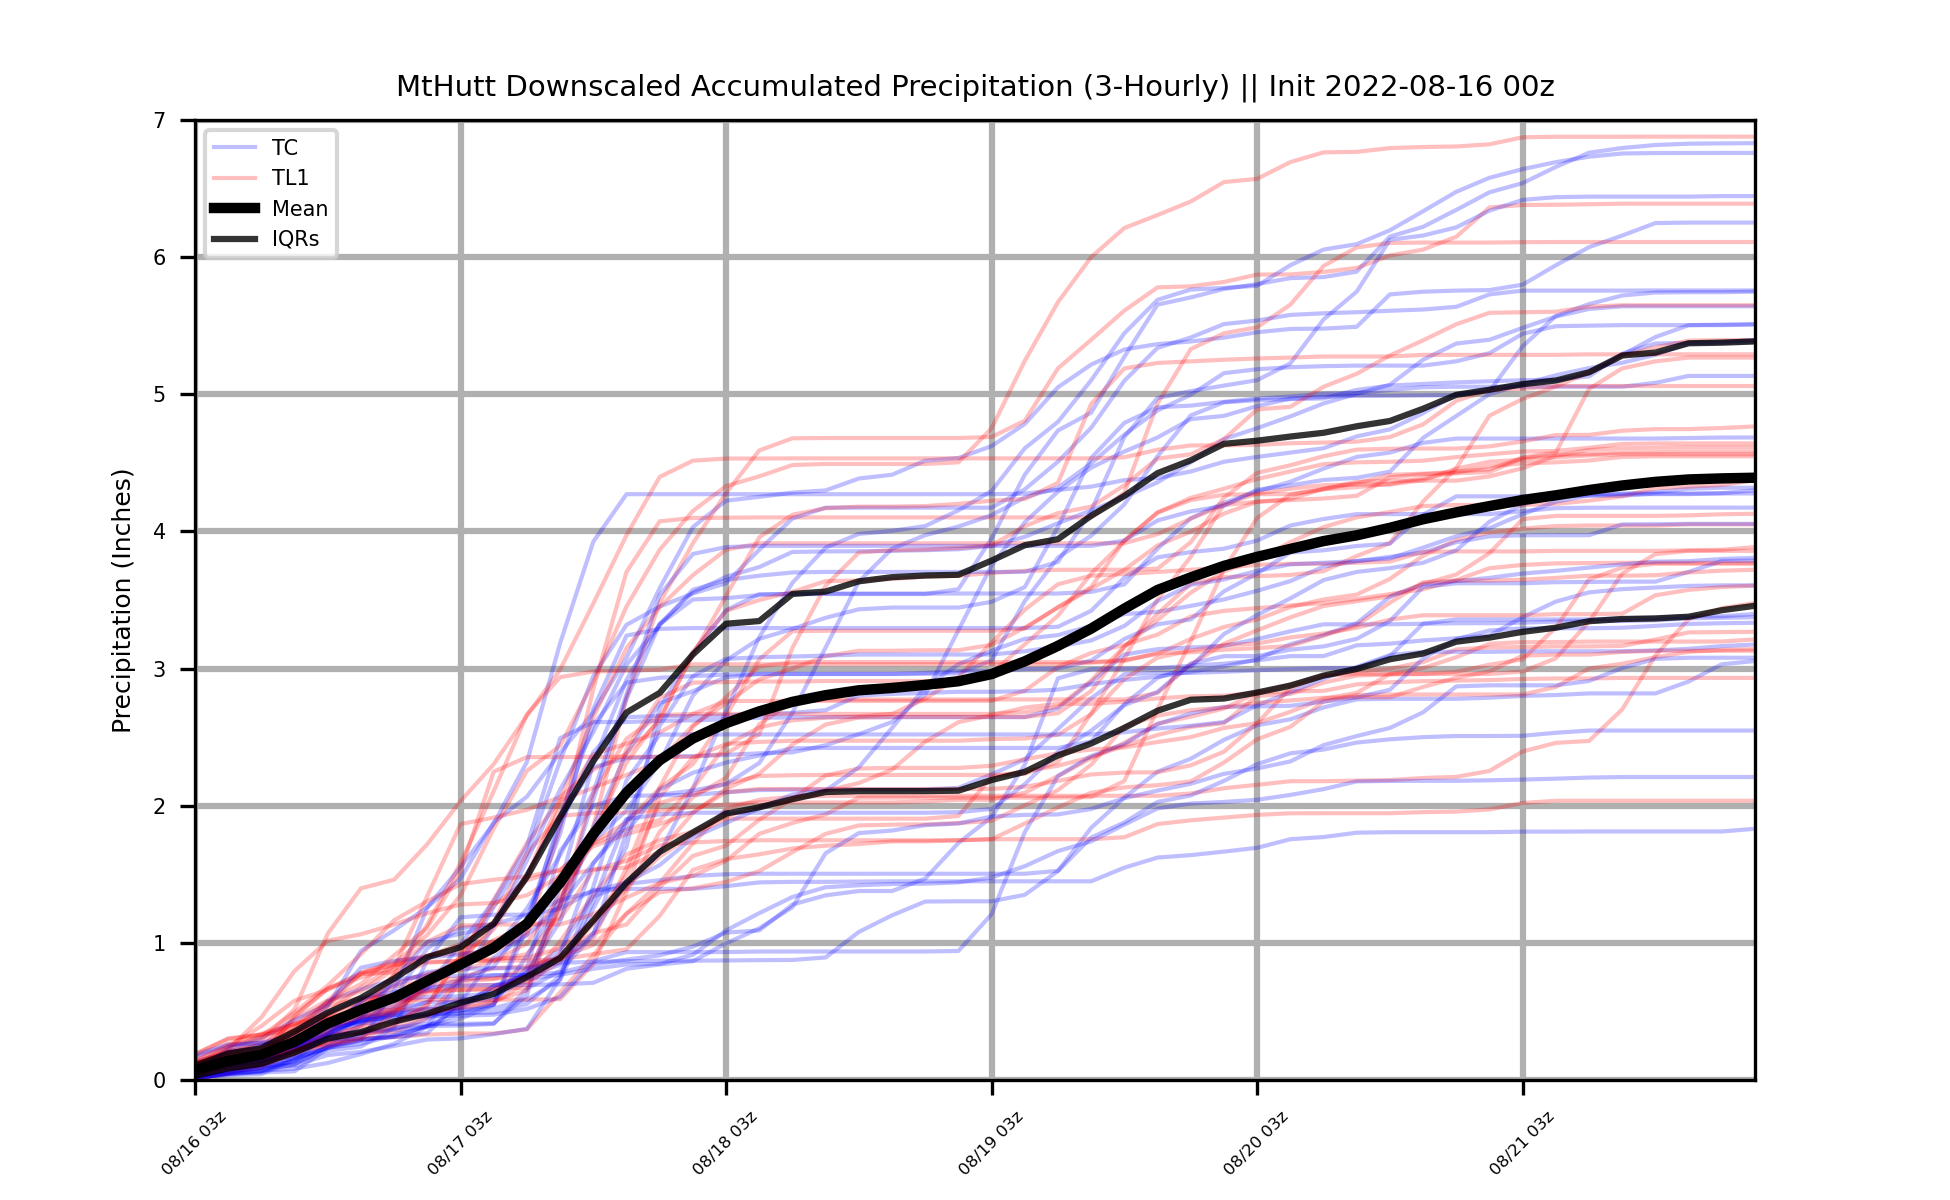 MtHutt Downscaled Accumulated Precipitation (3-Hourly) || Init 2022-08-16 00z
TC
TL1
Mean
IQRs
Precipitation (Inches)
7
6
5
4
3
2
1
0
08/16 03z
08/17 03z
08/18 03z
08/19 03z
08/20 03z
08/21 03z